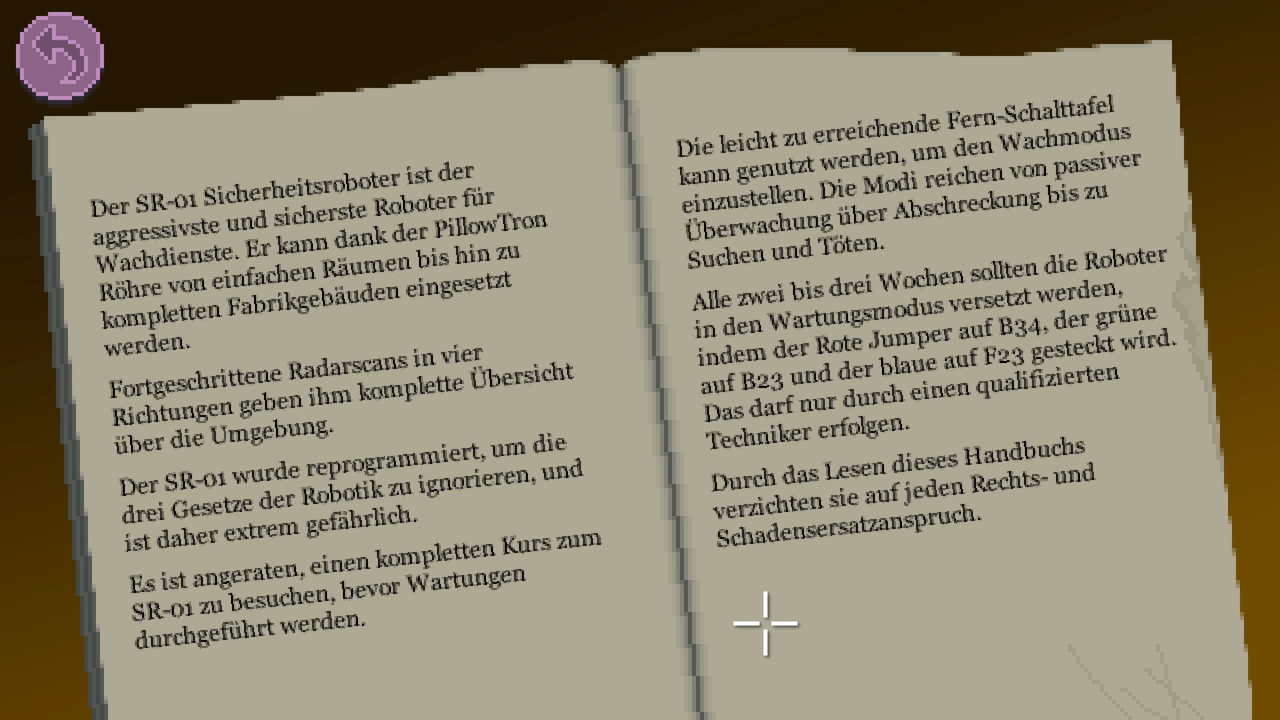 Der SR-01 Sicherheitsroboter ist der
aggressivste und sicherste Roboter für
Wachdienste. Er kann dank der PillowTron
Röhre von einfachen Räumen bis hin zu
kompletten Fabrikgebäuden eingesetzt
werden.
Fortgeschrittene Radarscans in vier
Richtungen geben ihm komplette Übersicht
über die Umgebung.
Der SR-01 wurde reprogrammiert, um die
drei Gesetze der Robotik zu ignorieren, und
ist daher extrem gefährlich.
Es ist angeraten, einen kompletten Kurs zum
SR-01 zu besuchen, bevor Wartungen
durchgeführt werden.
Die leicht zu erreichende Fern-Schalttafel
kann genutzt werden, um den Wachmodus
einzustellen. Die Modi reichen von passiver
Überwachung über Abschreckung bis zu
Suchen und Töten.
Alle zwei bis drei Wochen sollten die Roboter
in den Wartungsmodus versetzt werden,
indem der Rote Jumper auf B34, der grüne
auf B23 und der blaue auf F23 gesteckt wird.
Das darf nur durch einen qualifizierten
Techniker erfolgen.
Durch das Lesen dieses Handbuchs
verzichten sie auf jeden Rechts- und
Schadensersatzanspruch.